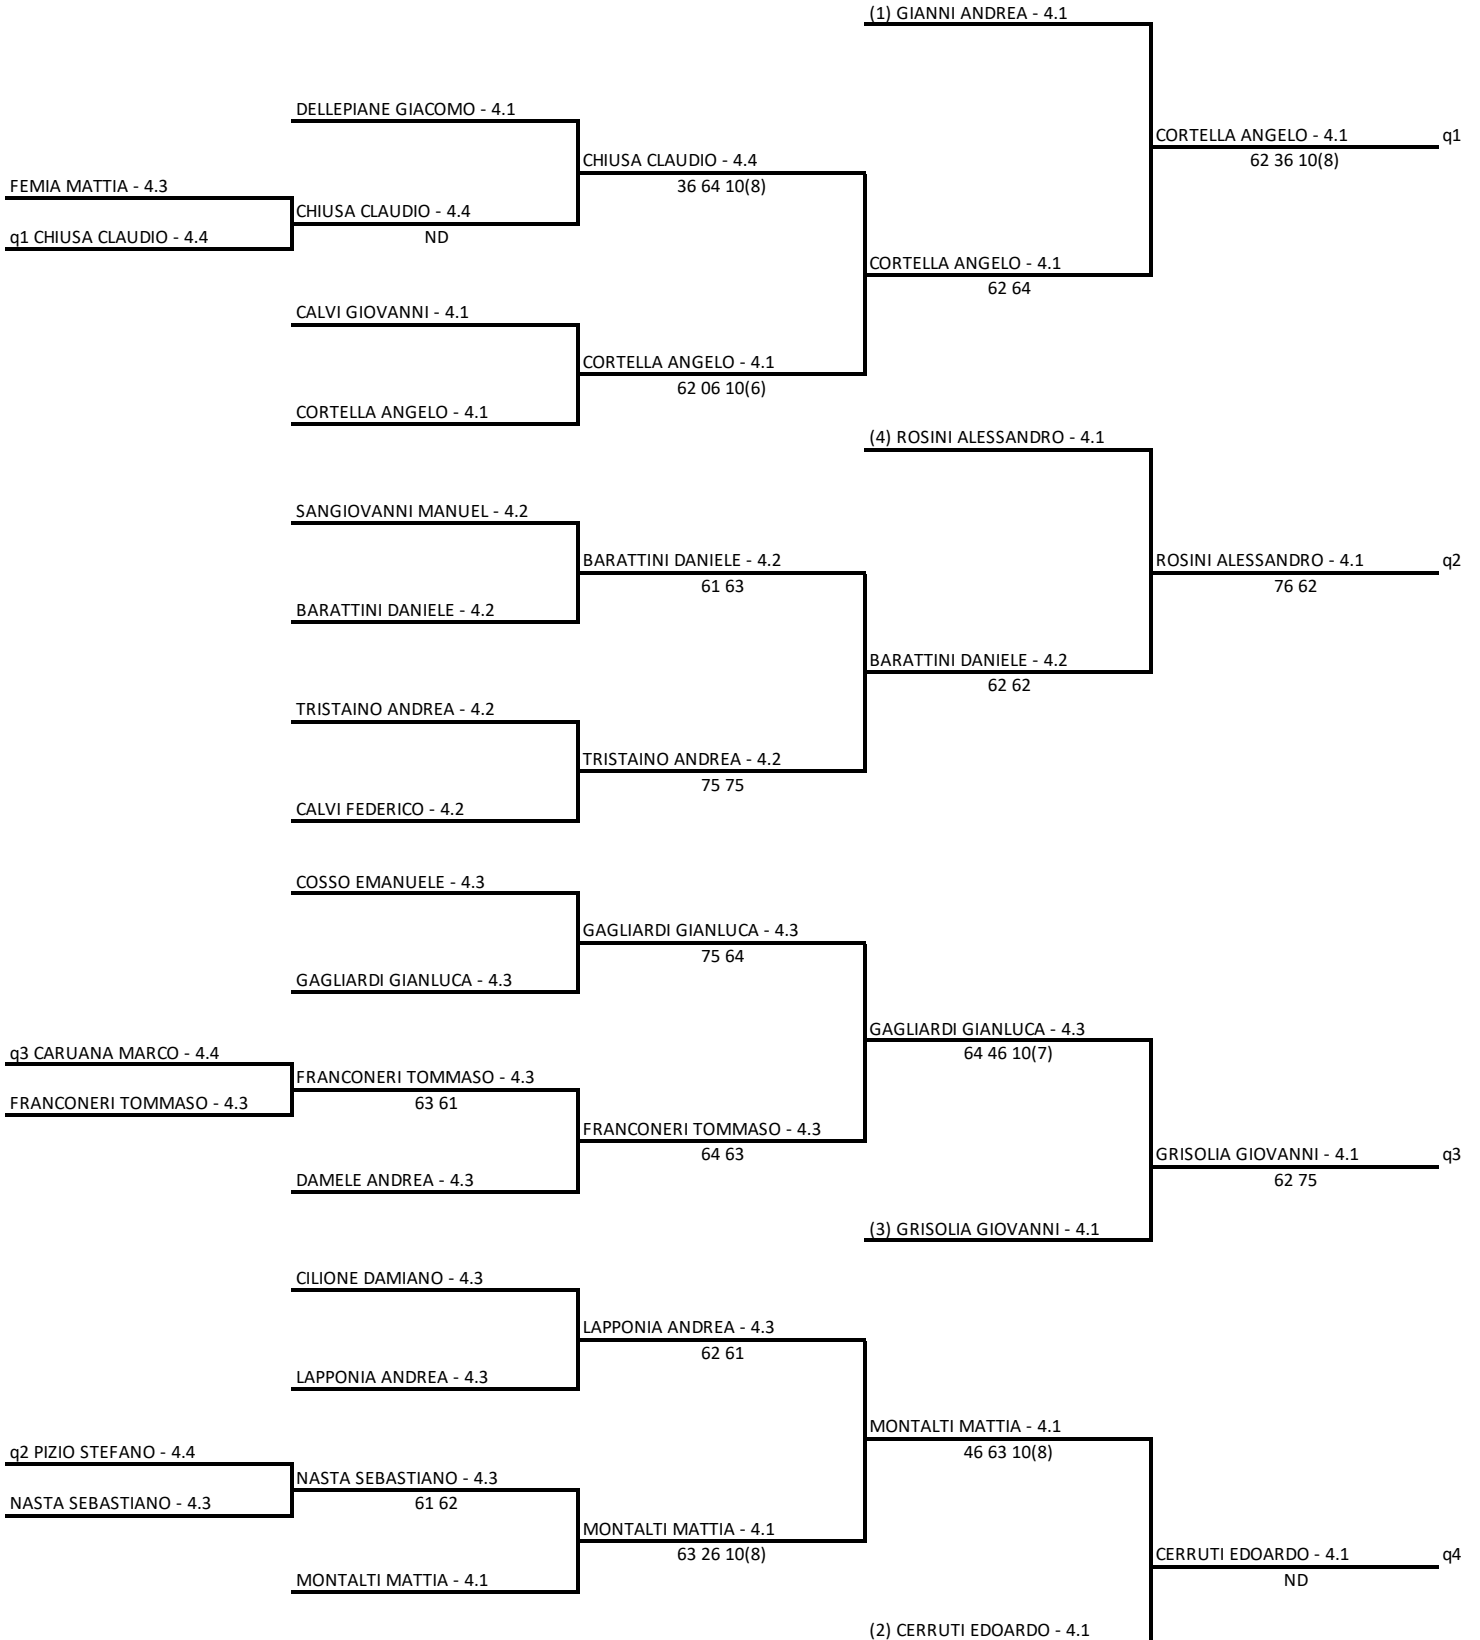 (1) GIANNI ANDREA - 4.1
DELLEPIANE GIACOMO - 4.1
CORTELLA ANGELO - 4.1 q1
62 36 10(8)
CHIUSA CLAUDIO - 4.4
36 64 10(8)
FEMIA MATTIA - 4.3
CHIUSA CLAUDIO - 4.4
ND
q1 CHIUSA CLAUDIO - 4.4
CORTELLA ANGELO - 4.1
62 64
CALVI GIOVANNI - 4.1
CORTELLA ANGELO - 4.1
62 06 10(6)
CORTELLA ANGELO - 4.1
(4) ROSINI ALESSANDRO - 4.1
SANGIOVANNI MANUEL - 4.2
BARATTINI DANIELE - 4.2
61 63
ROSINI ALESSANDRO - 4.1 q2
76 62
BARATTINI DANIELE - 4.2
BARATTINI DANIELE - 4.2
62 62
TRISTAINO ANDREA - 4.2
TRISTAINO ANDREA - 4.2
75 75
CALVI FEDERICO - 4.2
COSSO EMANUELE - 4.3
GAGLIARDI GIANLUCA - 4.3
75 64
GAGLIARDI GIANLUCA - 4.3
GAGLIARDI GIANLUCA - 4.3
64 46 10(7)
q3 CARUANA MARCO - 4.4
FRANCONERI TOMMASO - 4.3
63 61
FRANCONERI TOMMASO - 4.3
FRANCONERI TOMMASO - 4.3
64 63
GRISOLIA GIOVANNI - 4.1 q3
62 75
DAMELE ANDREA - 4.3
(3) GRISOLIA GIOVANNI - 4.1
CILIONE DAMIANO - 4.3
LAPPONIA ANDREA - 4.3
62 61
LAPPONIA ANDREA - 4.3
MONTALTI MATTIA - 4.1
46 63 10(8)
q2 PIZIO STEFANO - 4.4
NASTA SEBASTIANO - 4.3
61 62
NASTA SEBASTIANO - 4.3
MONTALTI MATTIA - 4.1
63 26 10(8)
CERRUTI EDOARDO - 4.1 q4
ND
MONTALTI MATTIA - 4.1
(2) CERRUTI EDOARDO - 4.1